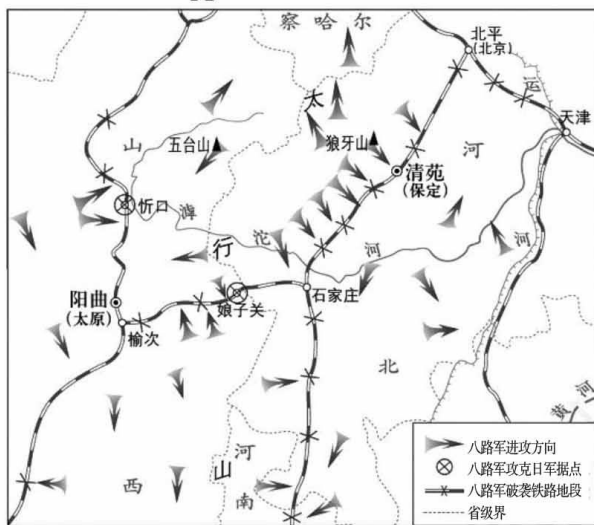 察哈尔
北平
(北京)
太
运
天津
山
五台山
狼牙山
河
清苑
(保定)
忻口
滹
沱
河
河
行
阳曲
(太原)
娘子关
石家庄
榆次
北
黄河
河
山
西
南
八路军进攻方向
八路军攻克日军据点
八路军破袭铁路地段
省级界